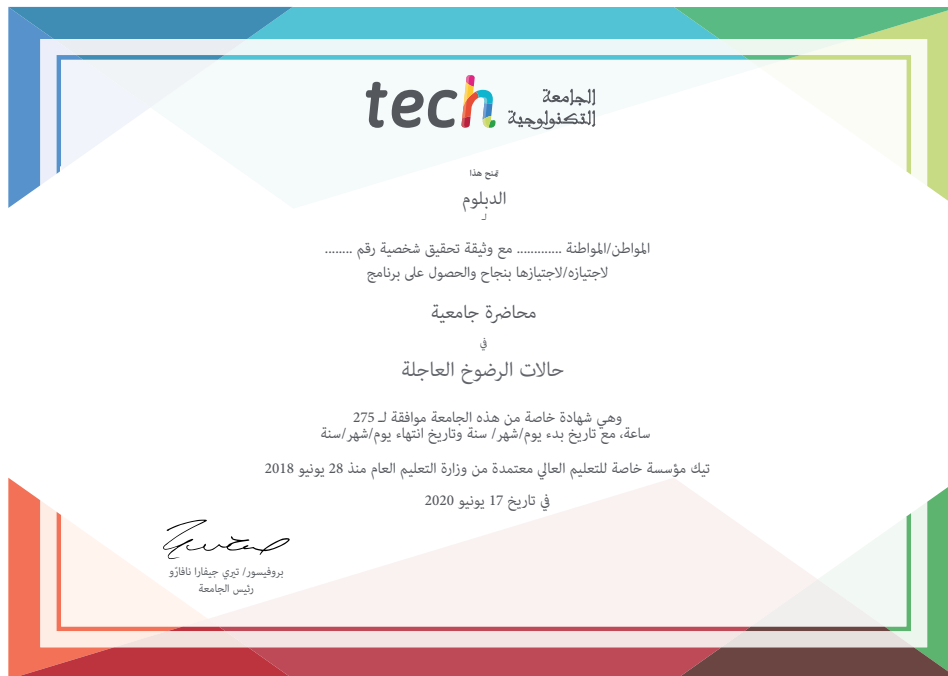 tech الجامعة
التكنولوجية
يمنح هذا
الدبلوم
لـ
المواطن/المواطنة ............. مع وثيقة تحقيق شخصية رقم ........
لاجتيازه/لاجتيازها بنجاح والحصول على برنامج
محاضرة جامعية
في
حالات الرضوخ العاجلة
وهي شهادة خاصة من هذه الجامعة موافقة لـ 275
ساعة، مع تاريخ بدء يوم/شهر/ سنة وتاريخ انتهاء يوم/شهر/سنة
تيك مؤسسة خاصة للتعليم العالي معتمدة من وزارة التعليم العام منذ 28 يونيو 2018
في تاريخ 17 يونيو 2020
بروفيسور/ تيري جيفارا نافارّو
رئيس الجامعة